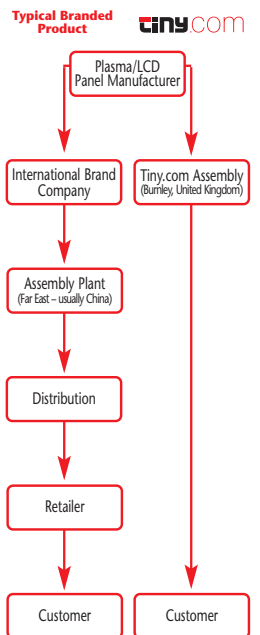 Typical Branded
Product
tiny.com
Plasma/LCD
Panel Manufacturer
International Brand
Company
Tiny.com Assembly
(Burnley, United Kingdom)
Assembly Plant
(Far East – usually China)
Distribution
Retailer
Customer
Customer